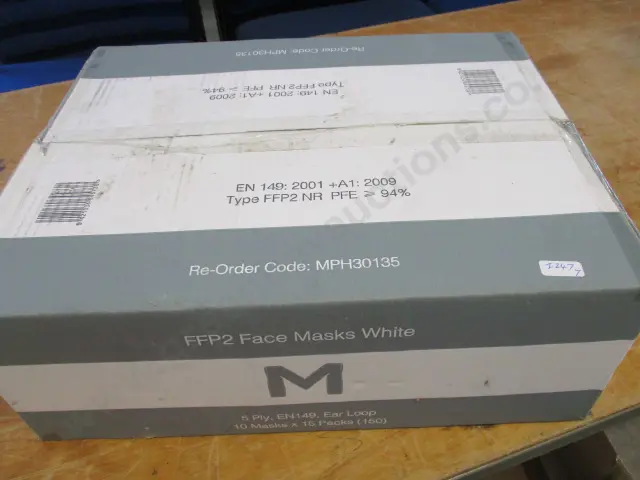 Re-Order Code: MPH30135
EN 149: 2001 +A1: 2009
Type FFP2 NR PFE ≥ 94%
EN 149: 2001 +A1: 2009
Type FFP2 NR PFE ≥ 94%
Re-Order Code: MPH30135
FFP2 Face Masks White
M
5 Ply, EN149, Ear Loop
10 Masks x 15 Packs (150)